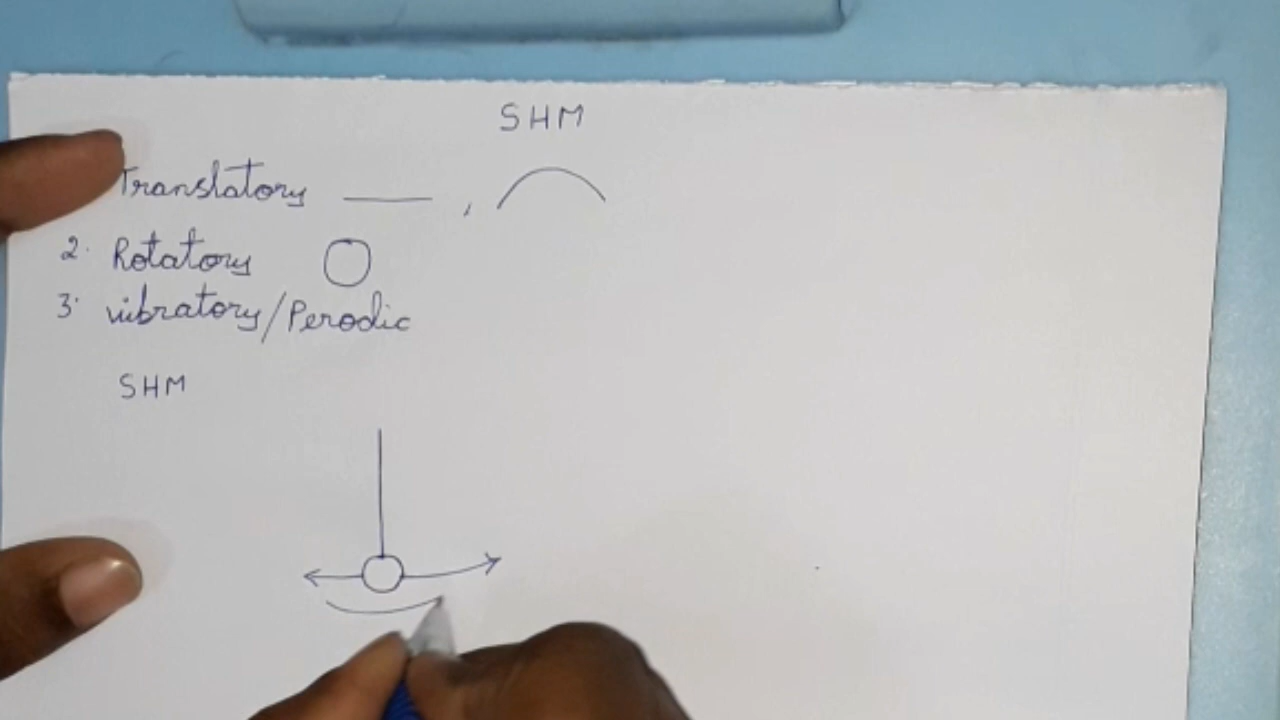 SHM
Translatory
2. Rotatory
3. vibratory/Perodic
SHM